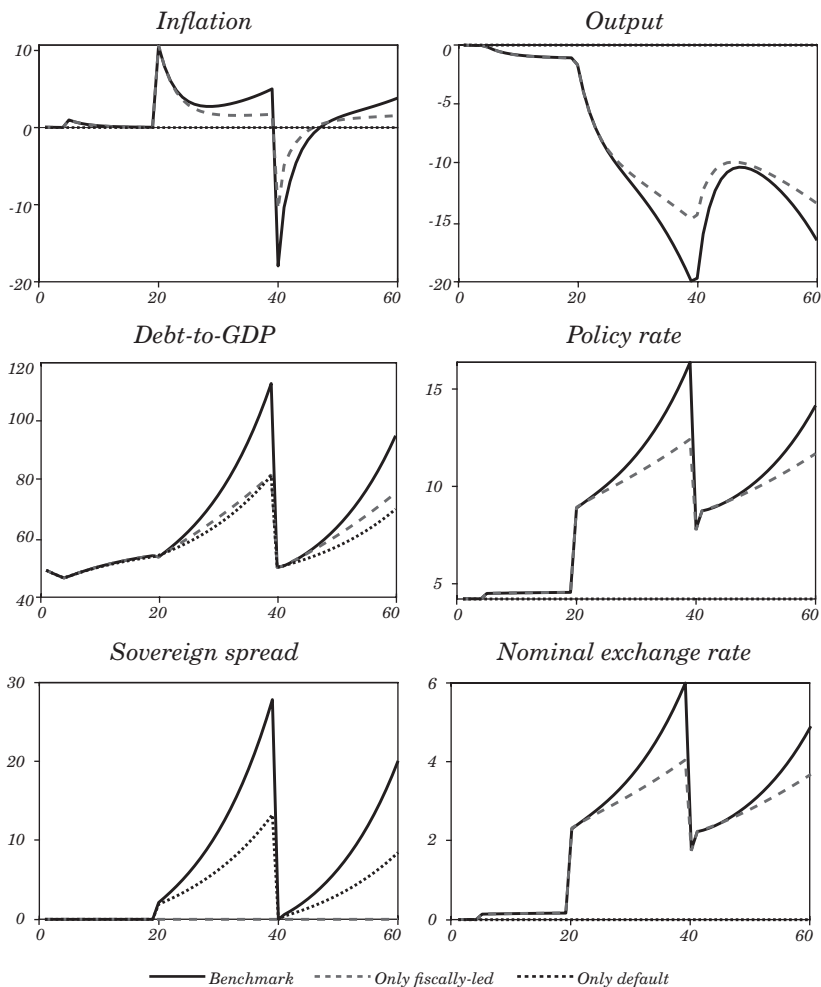 Inflation
10
0
-10
-20
0 20 40 60
Output
0
-5
-10
-15
-20
0 20 40 60
Debt-to-GDP
120
100
80
60
40
0 20 40 60
Policy rate
15
10
5
0 20 40 60
Sovereign spread
30
20
10
0
0 20 40 60
Nominal exchange rate
6
4
2
0
0 20 40 60
Benchmark Only fiscally-led Only default